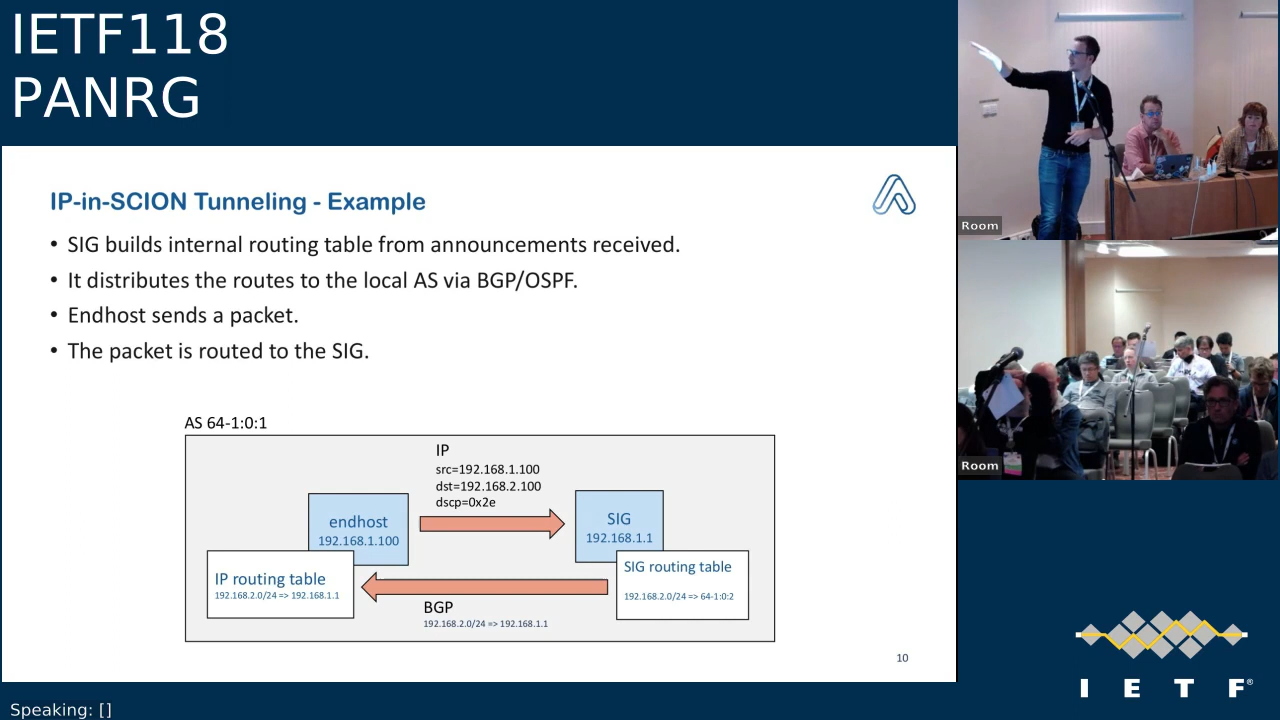 IETF118
PANRG
IP-in-SCION Tunneling - Example
• SIG builds internal routing table from announcements received.
• It distributes the routes to the local AS via BGP/OSPF.
• Endhost sends a packet.
• The packet is routed to the SIG.
AS 64-1:0:1
IP
src=192.168.1.100
dst=192.168.2.100
dscp=0x2e
endhost
192.168.1.100
SIG
192.168.1.1
IP routing table
192.168.2.0/24 => 192.168.1.1
SIG routing table
192.168.2.0/24 => 64-1:0:2
BGP
192.168.2.0/24 => 192.168.1.1
10
Room
Room
I E T F®
Speaking: []